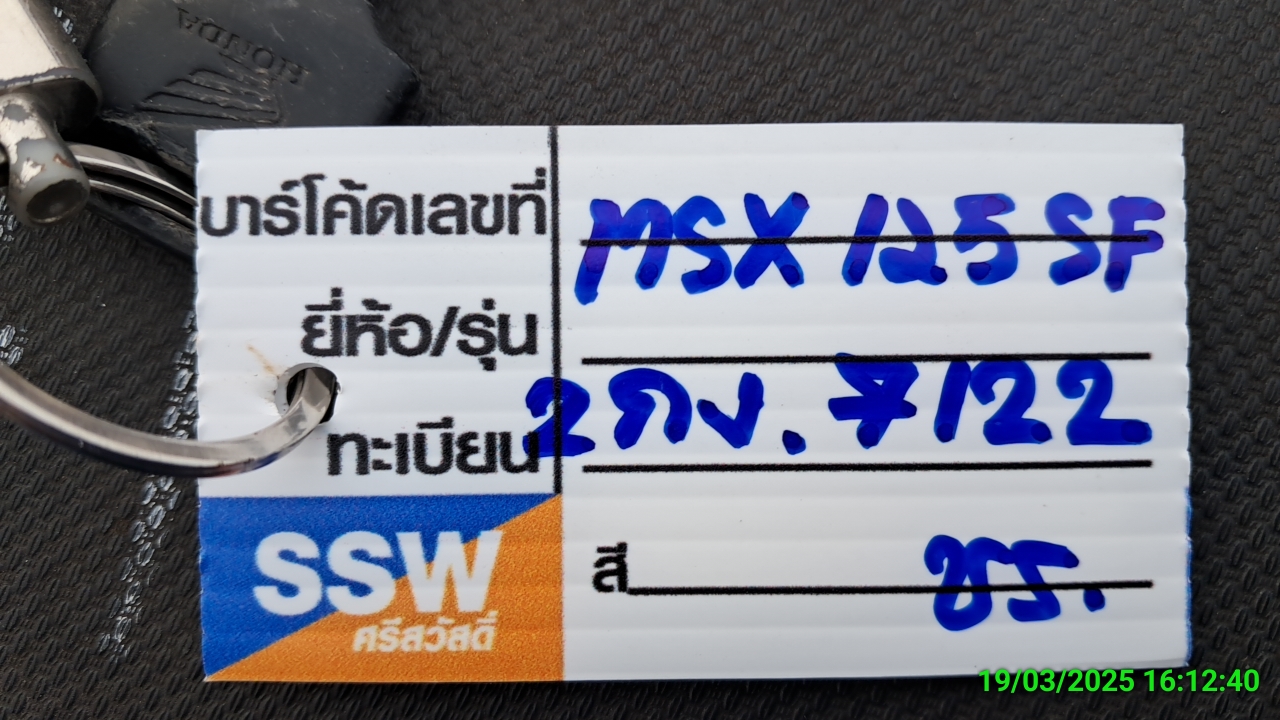 HONDA
บาร์โค้ดเลขที่ MSX 125 SF
ยี่ห้อ/รุ่น
ทะเบียน 2กง. 7122
SSW
ศรีสวัสดิ์
สี ชร.
19/03/2025 16:12:40